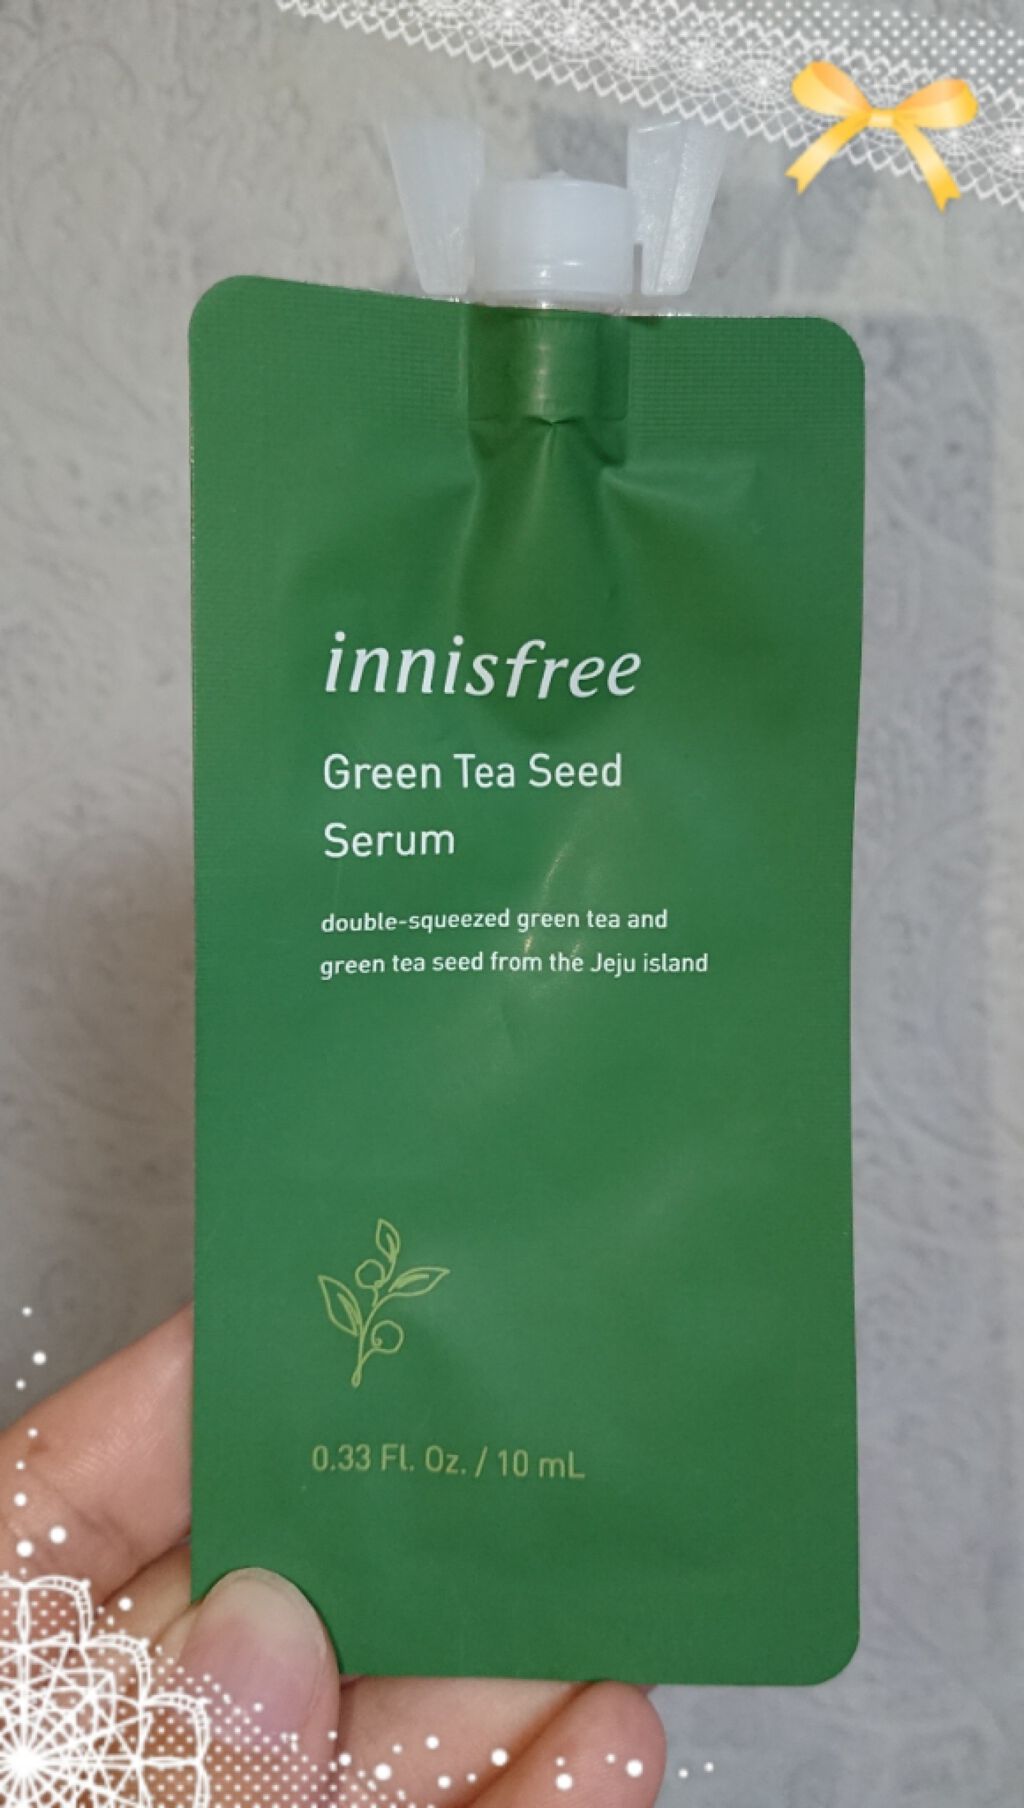 innisfree
Green Tea Seed
Serum
double-squeezed green tea and
green tea seed from the Jeju island
0.33 Fl. Oz. / 10 mL